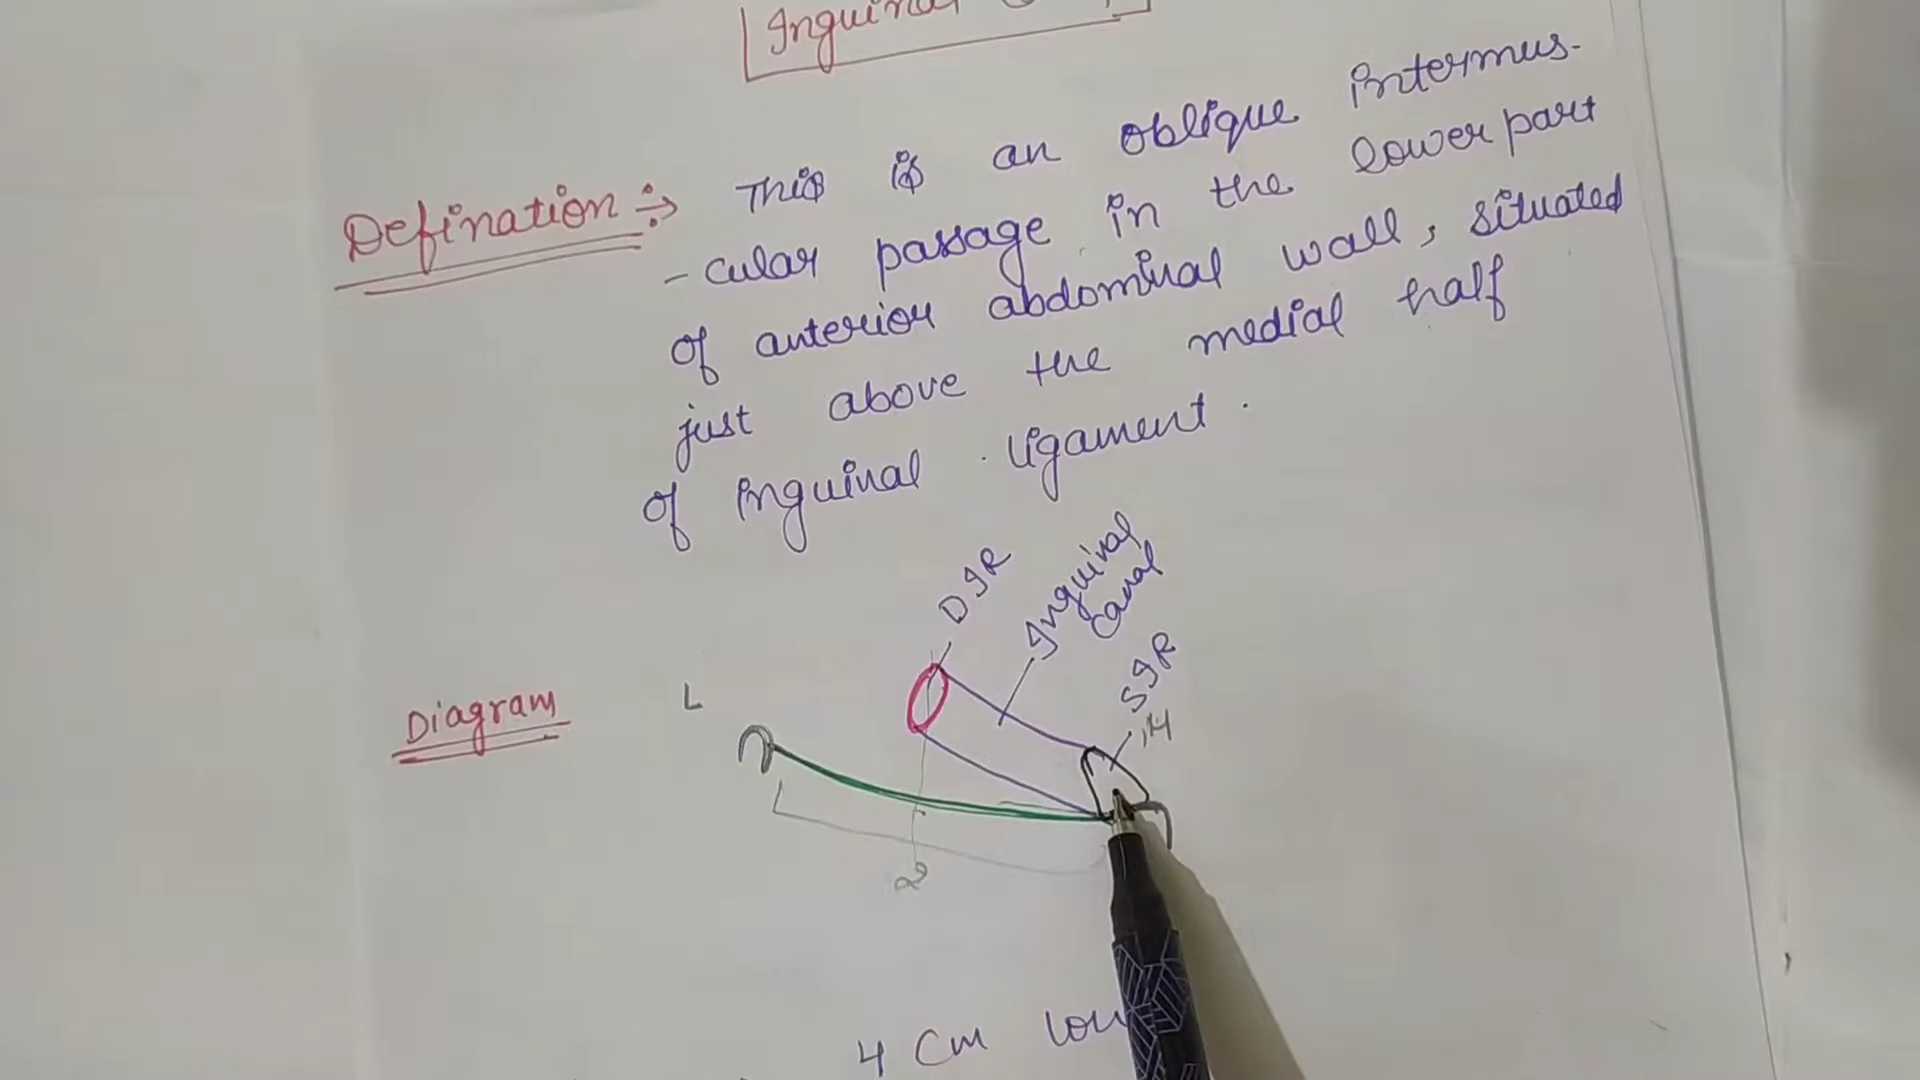 Inguinal
Defination :→ This is an oblique intermus-
-cular passage in the lower part
of anterior abdominal wall, situated
just above the medial half
of inguinal ligament.
DIR
Inguinal
canal
SIR
L
M
Diagram
2
4 cm